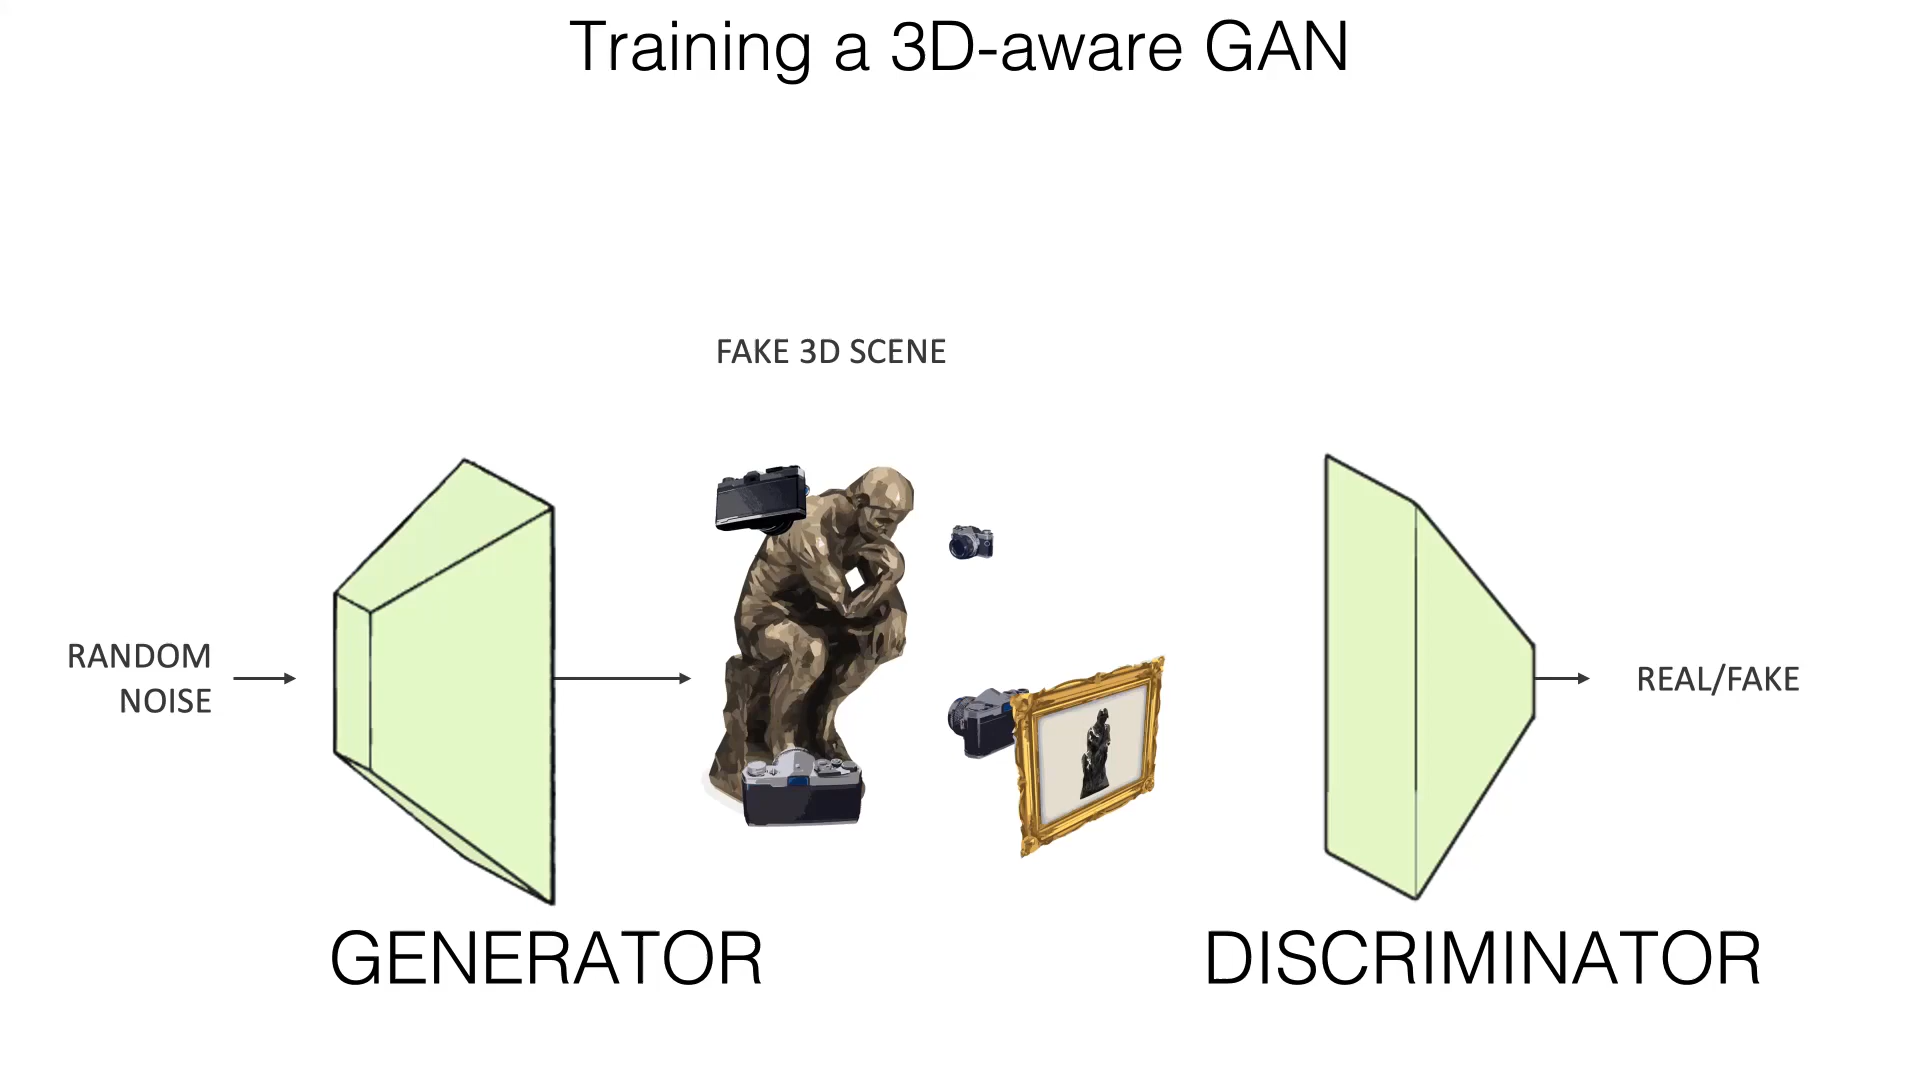 Training a 3D-aware GAN
FAKE 3D SCENE
RANDOM
NOISE
REAL/FAKE
GENERATOR
DISCRIMINATOR